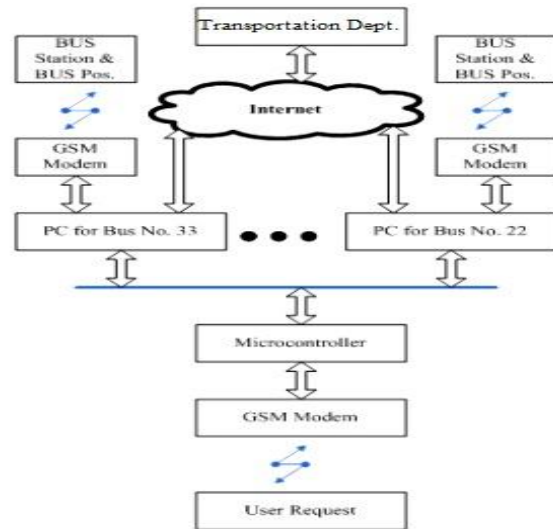 Transportation Dept.
BUS
Station &
BUS Pos.
BUS
Station &
BUS Pos.
Internet
GSM
Modem
GSM
Modem
PC for Bus No. 33
PC for Bus No. 22
Microcontroller
GSM Modem
User Request